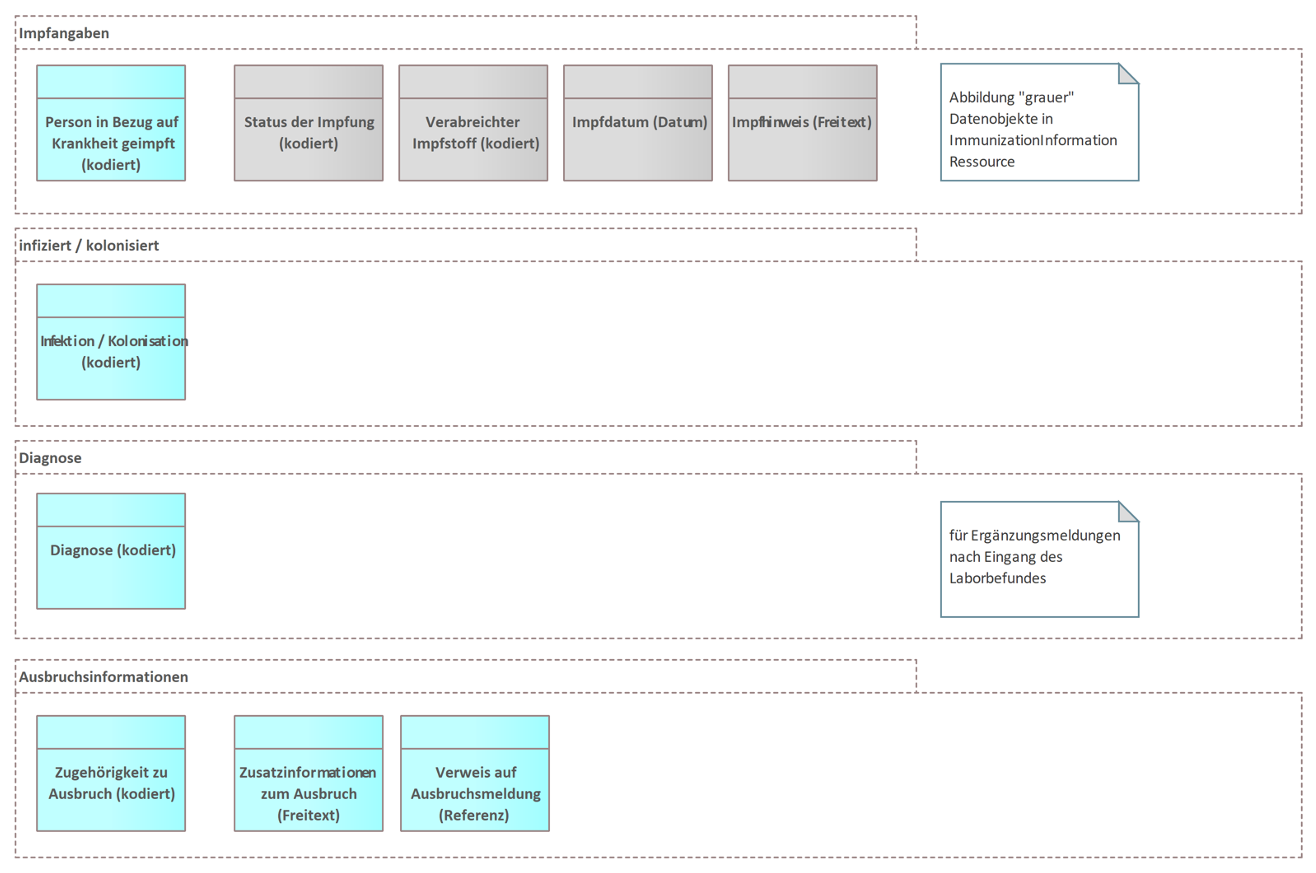 Impfangaben
Person in Bezug auf
Krankheit geimpft
(kodiert)
Status der Impfung
(kodiert)
Verabreichter
Impfstoff (kodiert)
Impfdatum (Datum)
Impfhinweis (Freitext)
Abbildung "grauer"
Datenobjekte in
ImmunizationInformation
Ressource
infiziert / kolonisiert
Infektion / Kolonisation
(kodiert)
Diagnose
Diagnose (kodiert)
für Ergänzungsmeldungen
nach Eingang des
Laborbefundes
Ausbruchsinformationen
Zugehörigkeit zu
Ausbruch (kodiert)
Zusatzinformationen
zum Ausbruch
(Freitext)
Verweis auf
Ausbruchsmeldung
(Referenz)